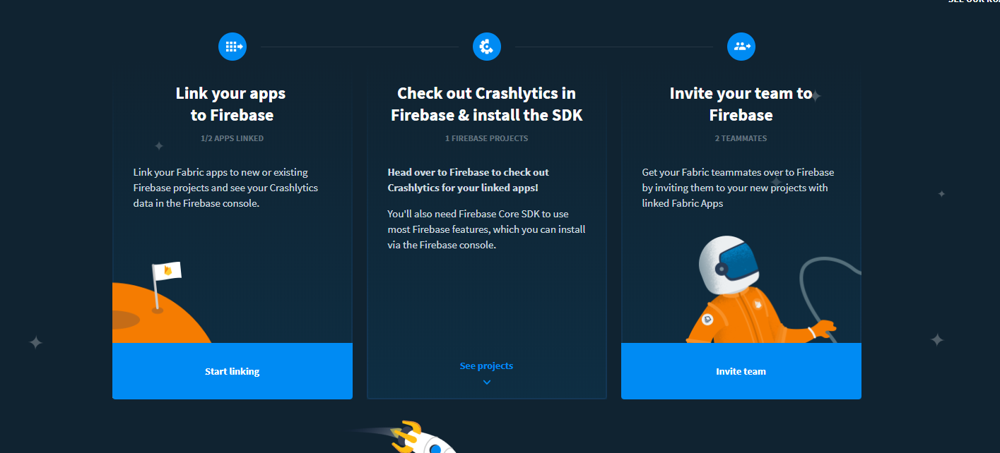 Link your apps
to Firebase
1/2 APPS LINKED
Link your Fabric apps to new or existing
Firebase projects and see your Crashlytics
data in the Firebase console.
Start linking
Check out Crashlytics in
Firebase & install the SDK
1 FIREBASE PROJECTS
Head over to Firebase to check out
Crashlytics for your linked apps!
You'll also need Firebase Core SDK to use
most Firebase features, which you can install
via the Firebase console.
See projects
Invite your team to
Firebase
2 TEAMMATES
Get your Fabric teammates over to Firebase
by inviting them to your new projects with
linked Fabric Apps
Invite team